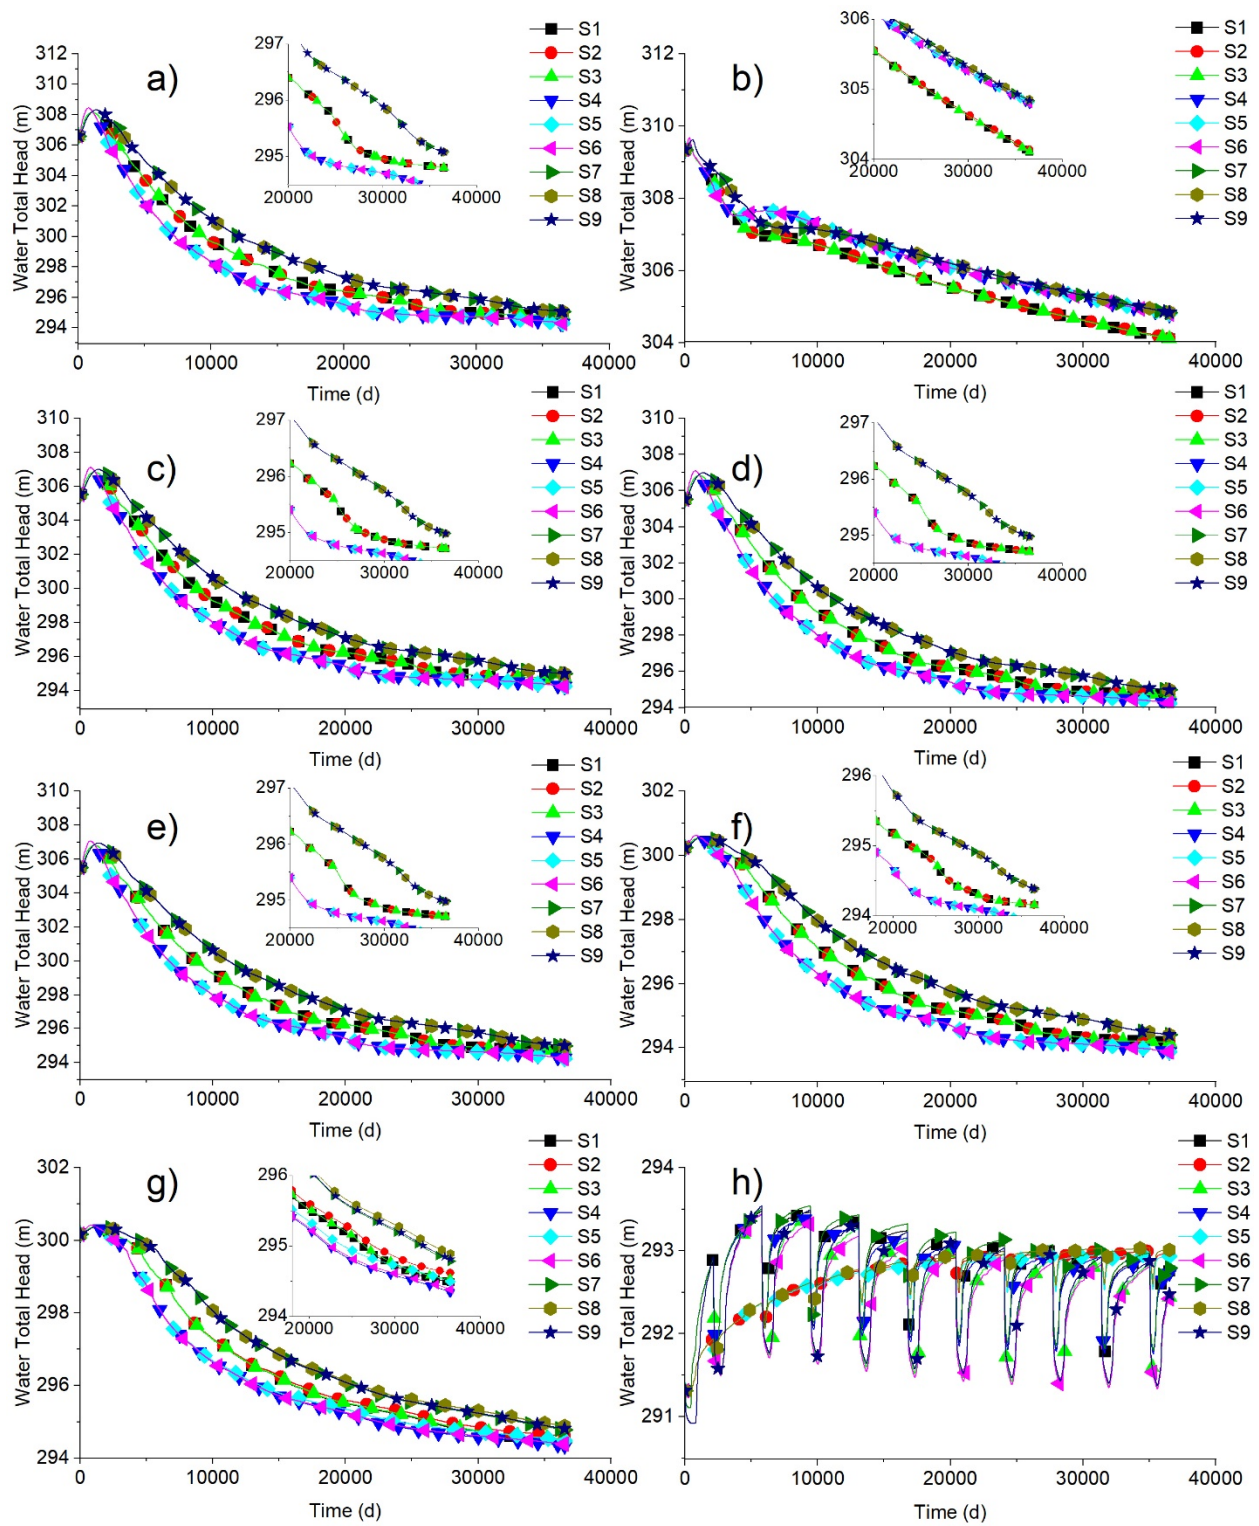 a)
Water Total Head (m)
312
310
308
306
304
302
300
298
296
294
0 10000 20000 30000 40000
Time (d)
297
296
295
20000 30000 40000
S1
S2
S3
S4
S5
S6
S7
S8
S9
b)
Water Total Head (m)
312
310
308
306
304
0 10000 20000 30000 40000
Time (d)
306
305
304
20000 30000 40000
S1
S2
S3
S4
S5
S6
S7
S8
S9
c)
Water Total Head (m)
310
308
306
304
302
300
298
296
294
0 10000 20000 30000 40000
Time (d)
297
296
295
20000 30000 40000
S1
S2
S3
S4
S5
S6
S7
S8
S9
d)
Water Total Head (m)
310
308
306
304
302
300
298
296
294
0 10000 20000 30000 40000
Time (d)
297
296
295
20000 30000 40000
S1
S2
S3
S4
S5
S6
S7
S8
S9
e)
Water Total Head (m)
310
308
306
304
302
300
298
296
294
0 10000 20000 30000 40000
Time (d)
297
296
295
20000 30000 40000
S1
S2
S3
S4
S5
S6
S7
S8
S9
f)
Water Total Head (m)
302
300
298
296
294
0 10000 20000 30000 40000
Time (d)
296
295
294
20000 30000 40000
S1
S2
S3
S4
S5
S6
S7
S8
S9
g)
Water Total Head (m)
302
300
298
296
294
0 10000 20000 30000 40000
Time (d)
296
295
294
20000 30000 40000
S1
S2
S3
S4
S5
S6
S7
S8
S9
h)
Water Total Head (m)
294
293
292
291
0 10000 20000 30000 40000
Time (d)
S1
S2
S3
S4
S5
S6
S7
S8
S9